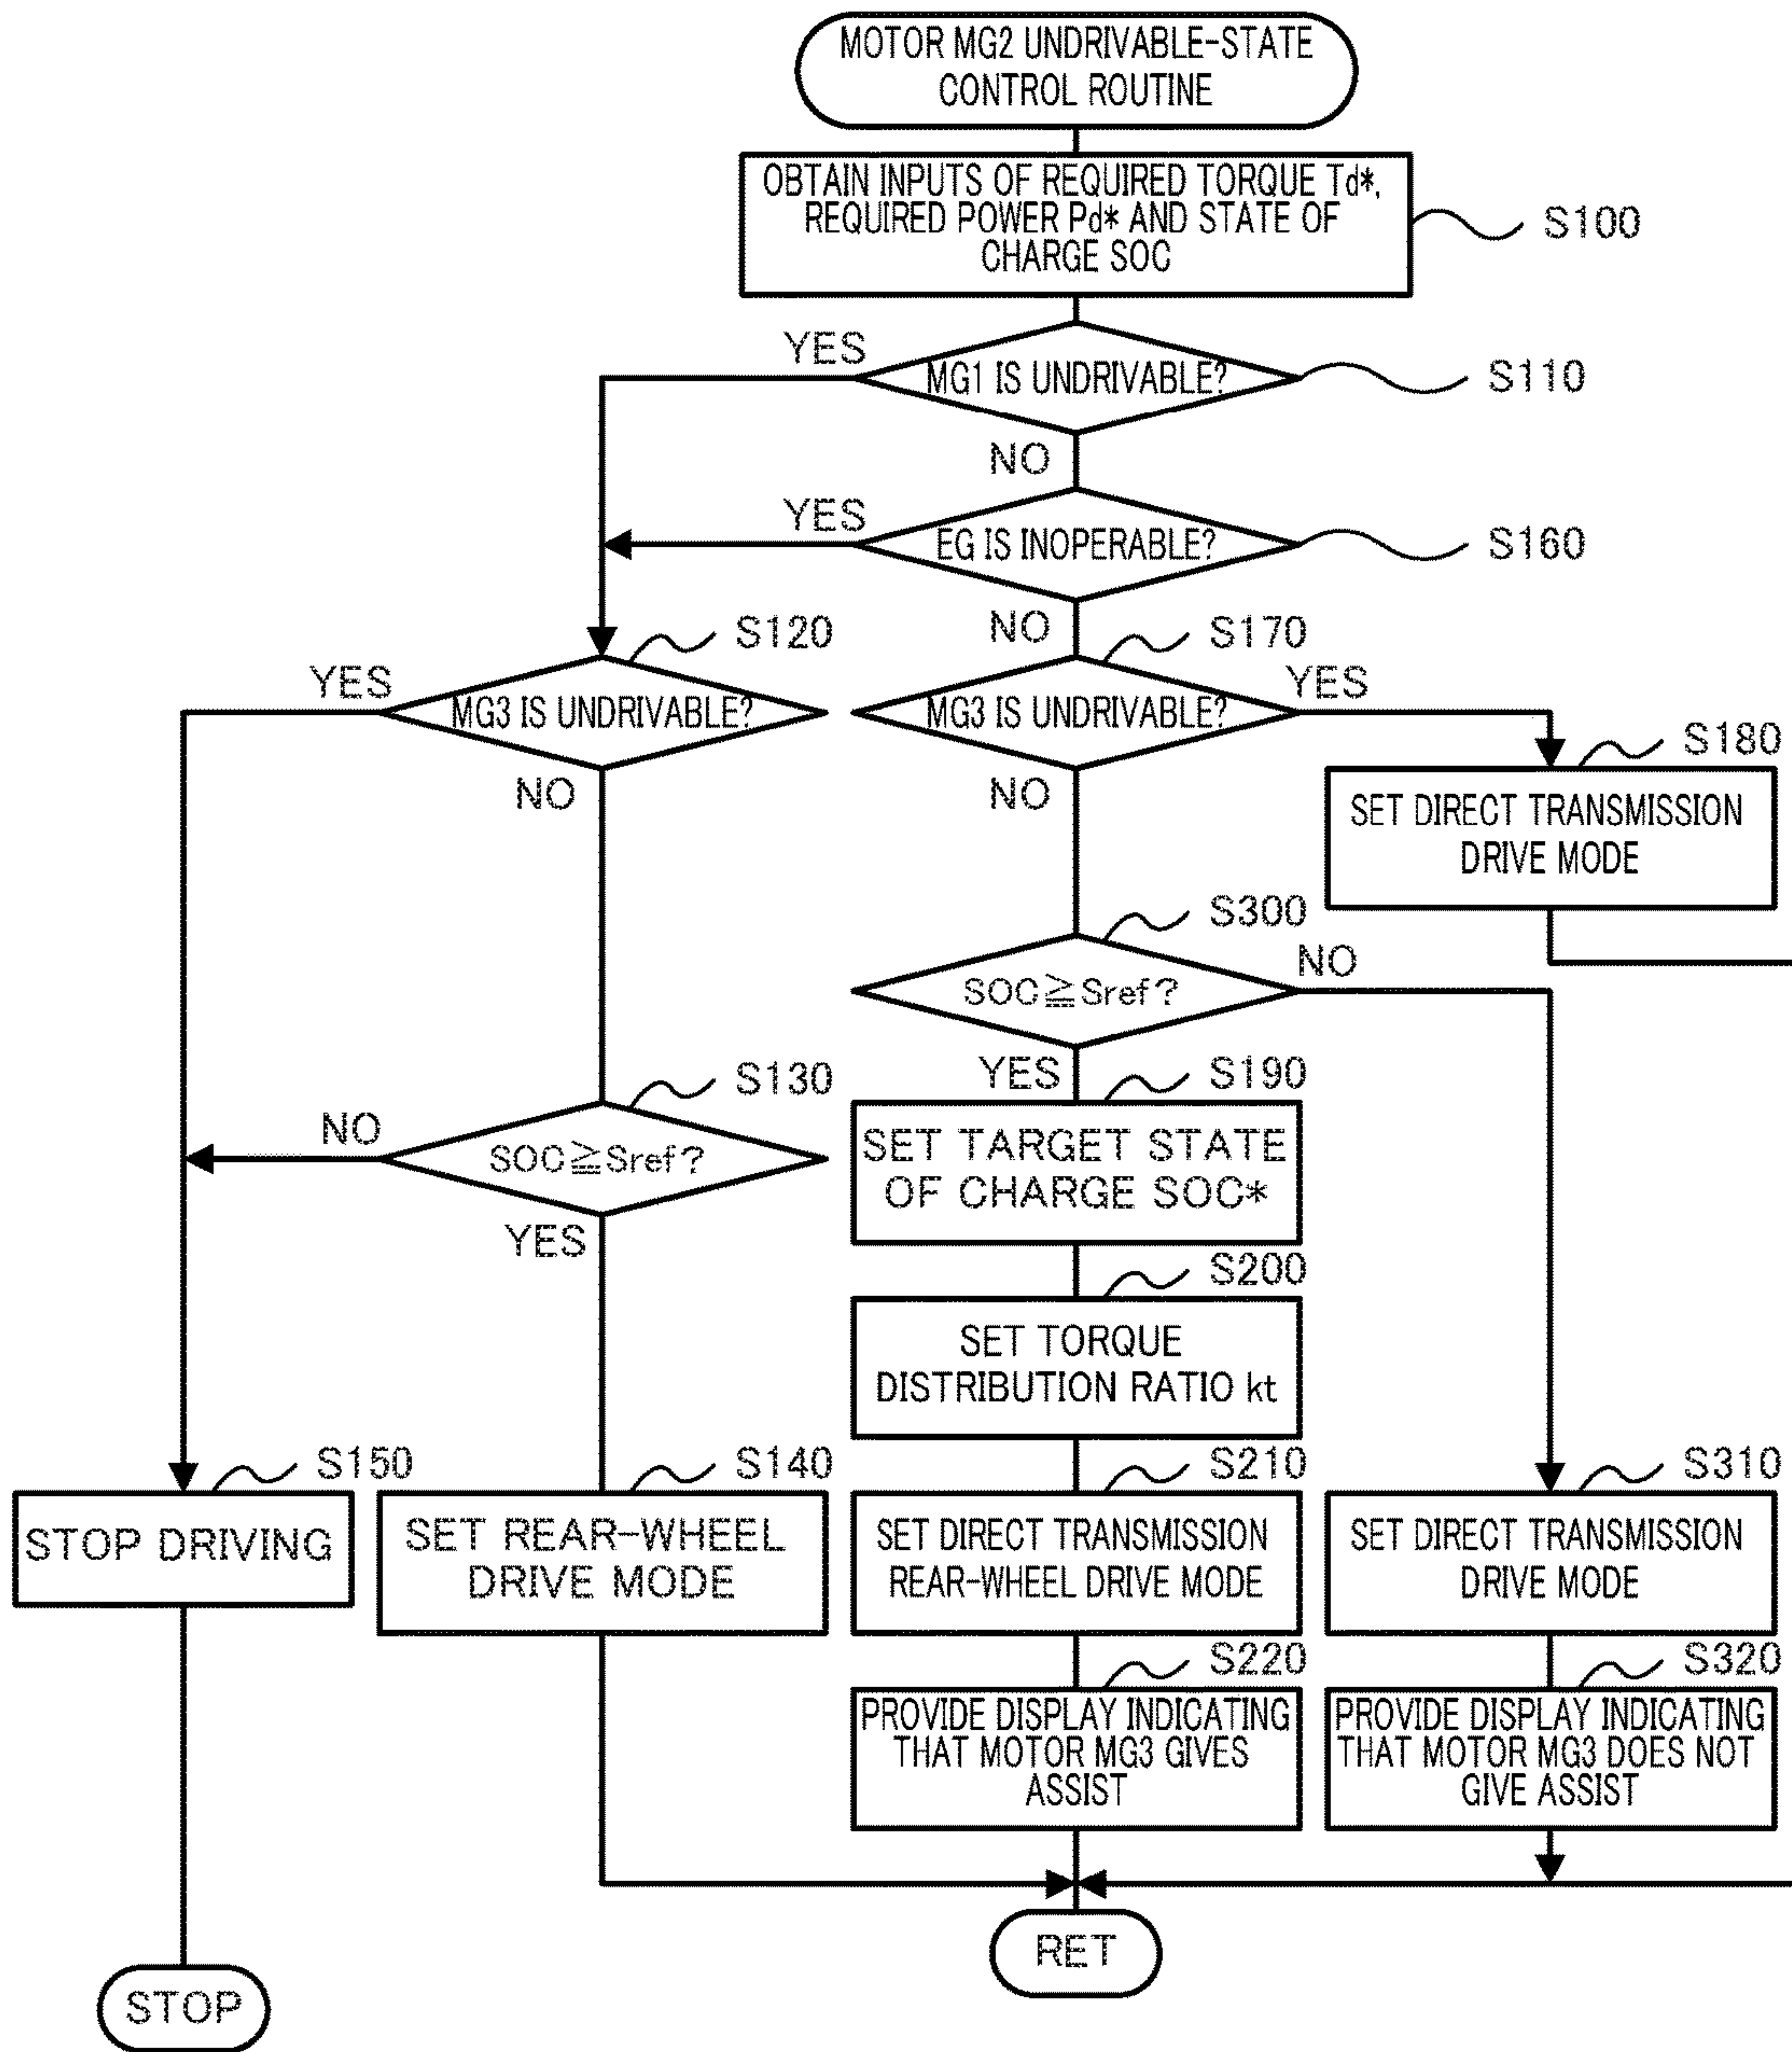 MOTOR MG2 UNDRIVABLE-STATE
CONTROL ROUTINE
OBTAIN INPUTS OF REQUIRED TORQUE Td*,
REQUIRED POWER Pd* AND STATE OF
CHARGE SOC
S100
YES
MG1 IS UNDRIVABLE?
S110
NO
YES
EG IS INOPERABLE?
S160
NO
S120
YES
MG3 IS UNDRIVABLE?
NO
S170
MG3 IS UNDRIVABLE?
YES
NO
S180
SET DIRECT TRANSMISSION
DRIVE MODE
S300
SOC≧Sref?
NO
YES
S130
NO
SOC≧Sref?
YES
S190
SET TARGET STATE
OF CHARGE SOC*
S200
SET TORQUE
DISTRIBUTION RATIO kt
S150
STOP DRIVING
S140
SET REAR-WHEEL
DRIVE MODE
S210
SET DIRECT TRANSMISSION
REAR-WHEEL DRIVE MODE
S310
SET DIRECT TRANSMISSION
DRIVE MODE
S220
PROVIDE DISPLAY INDICATING
THAT MOTOR MG3 GIVES
ASSIST
S320
PROVIDE DISPLAY INDICATING
THAT MOTOR MG3 DOES NOT
GIVE ASSIST
RET
STOP